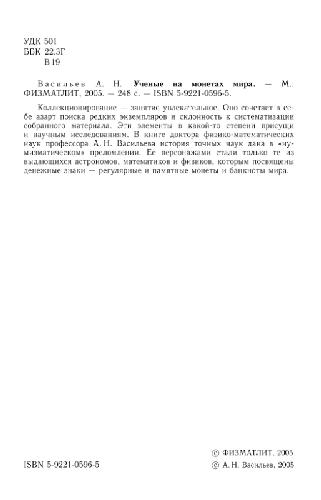 УДК 501
ББК 22.3Г
В 19
Васильев А. Н. Ученые на монетах мира. — М.:
ФИЗМАТЛИТ, 2005. — 248 с. — ISBN 5-9221-0596-5.
Коллекционирование — занятие увлекательное. Оно сочетает в се-
бе азарт поиска редких экземпляров и склонность к систематизации
собранного материала. Эти элементы в какой-то степени присущи
и научным исследованиям. В книге доктора физико-математических
наук профессора А. Н. Васильева история точных наук дана в «ну-
мизматическом» преломлении. Ее персонажами стали только те из
выдающихся астрономов, математиков и физиков, которым посвящены
денежные знаки — регулярные и памятные монеты и банкноты мира.
© ФИЗМАТЛИТ, 2005
ISBN 5-9221-0596-5
© А. Н. Васильев, 2005